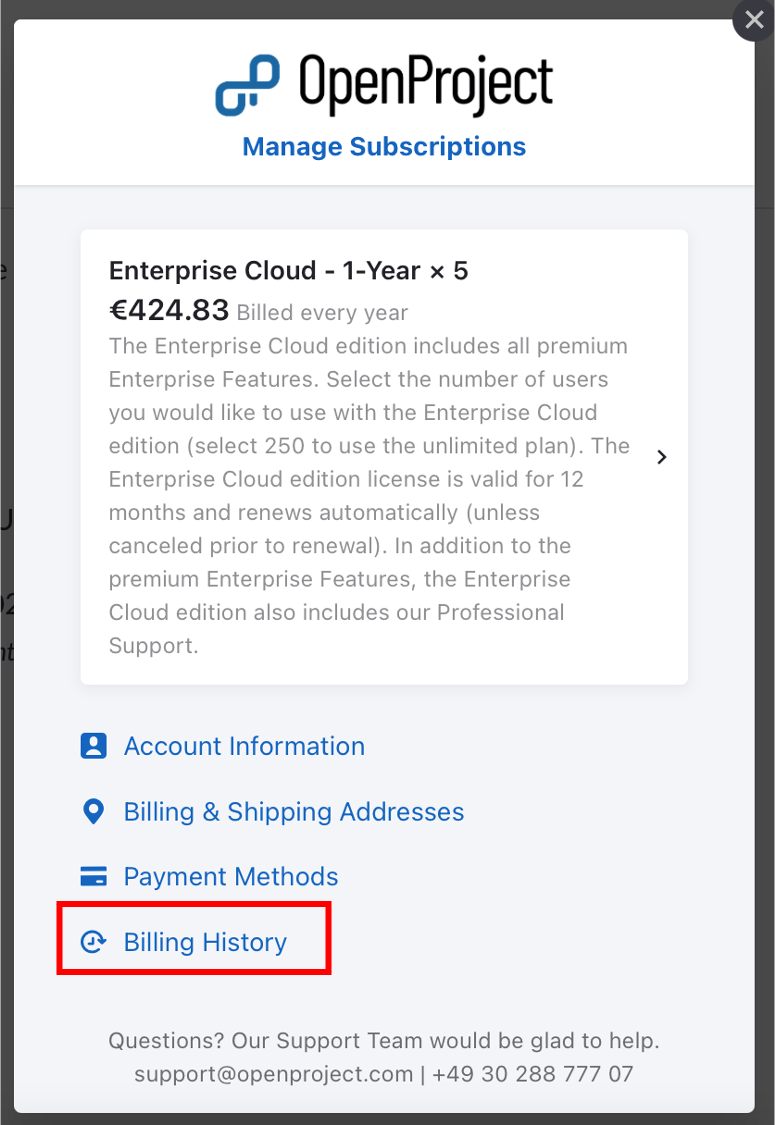 OpenProject
Manage Subscriptions
Enterprise Cloud - 1-Year × 5
€424.83 Billed every year
The Enterprise Cloud edition includes all premium
Enterprise Features. Select the number of users
you would like to use with the Enterprise Cloud
edition (select 250 to use the unlimited plan). The
Enterprise Cloud edition license is valid for 12
months and renews automatically (unless
canceled prior to renewal). In addition to the
premium Enterprise Features, the Enterprise
Cloud edition also includes our Professional
Support.
Account Information
Billing & Shipping Addresses
Payment Methods
Billing History
Questions? Our Support Team would be glad to help.
support@openproject.com | +49 30 288 777 07